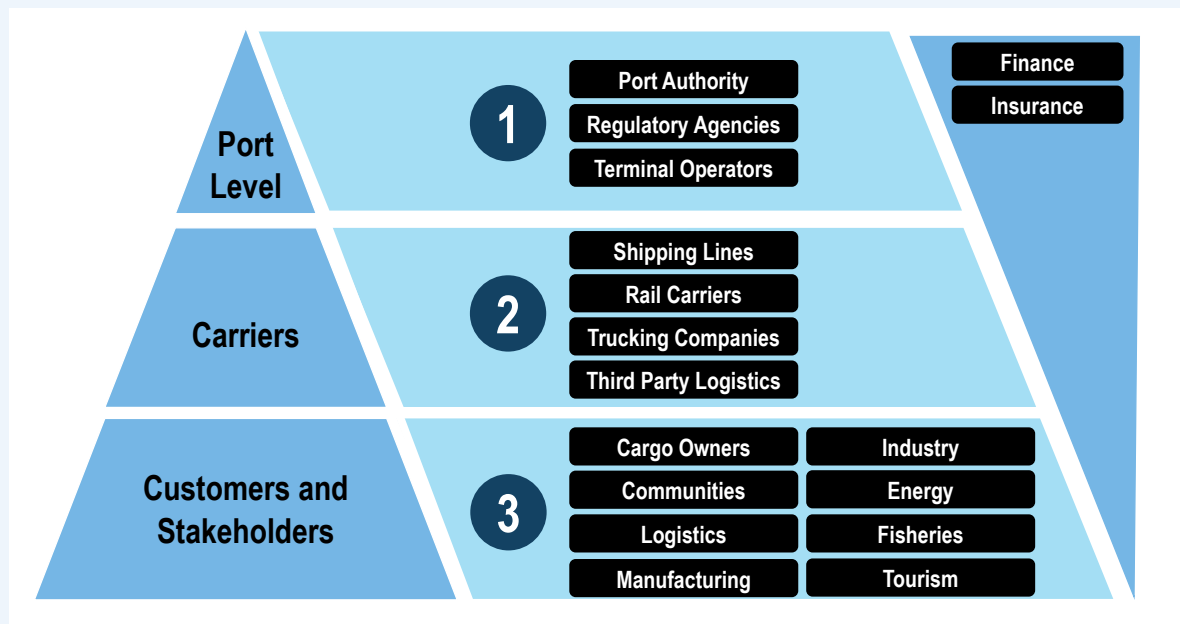 Port
Level
1
Port Authority
Regulatory Agencies
Terminal Operators
Finance
Insurance
Carriers
2
Shipping Lines
Rail Carriers
Trucking Companies
Third Party Logistics
Customers and
Stakeholders
3
Cargo Owners
Communities
Logistics
Manufacturing
Industry
Energy
Fisheries
Tourism